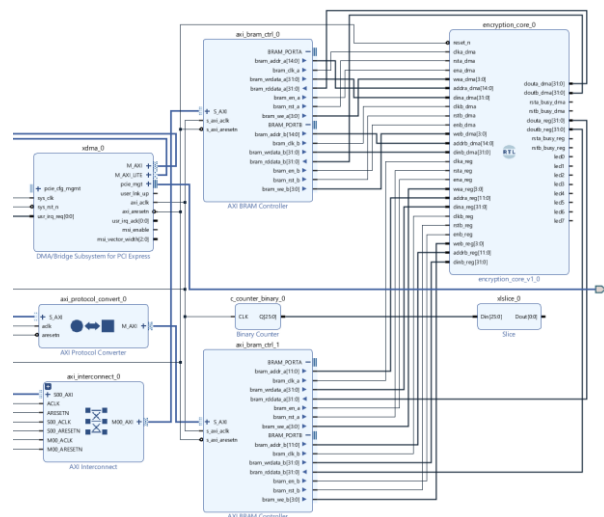 axi_bram_ctrl_0
BRAM_PORTA
bram_addr_a[14:0]
bram_clk_a
bram_wrdata_a[31:0]
bram_rddata_a[31:0]
bram_en_a
bram_rst_a
bram_we_a[3:0]
BRAM_PORTB
bram_addr_b[14:0]
bram_clk_b
bram_wrdata_b[31:0]
bram_rddata_b[31:0]
bram_en_b
bram_rst_b
bram_we_b[3:0]
S_AXI
s_axi_aclk
s_axi_aresetn
AXI BRAM Controller
encryption_core_0
reset_n
clka_dma
rsta_dma
ena_dma
wea_dma[3:0]
addra_dma[14:0]
dina_dma[31:0]
clkb_dma
rstb_dma
enb_dma
web_dma[3:0]
addrb_dma[14:0]
dinb_dma[31:0]
clka_reg
rsta_reg
ena_reg
wea_reg[3:0]
addra_reg[11:0]
dina_reg[31:0]
clkb_reg
rstb_reg
enb_reg
web_reg[3:0]
addrb_reg[11:0]
dinb_reg[31:0]
douta_dma[31:0]
doutb_dma[31:0]
rsta_busy_dma
rstb_busy_dma
douta_reg[31:0]
doutb_reg[31:0]
rsta_busy_reg
rstb_busy_reg
led0
led1
led2
led3
led4
led5
led6
led7
RTL
encryption_core_v1_0
xdma_0
pcie_cfg_mgmt
sys_clk
sys_rst_n
usr_irq_req[0:0]
M_AXI
M_AXI_LITE
pcie_mgt
user_lnk_up
axi_aclk
axi_aresetn
usr_irq_ack[0:0]
msi_enable
msi_vector_width[2:0]
DMA/Bridge Subsystem for PCI Express
axi_protocol_convert_0
S_AXI
aclk
aresetn
M_AXI
AXI Protocol Converter
c_counter_binary_0
CLK
Q[25:0]
Binary Counter
xlslice_0
Din[25:0]
Dout[0:0]
Slice
axi_interconnect_0
S00_AXI
ACLK
ARESETN
S00_ACLK
S00_ARESETN
M00_ACLK
M00_ARESETN
M00_AXI
AXI Interconnect
axi_bram_ctrl_1
BRAM_PORTA
bram_addr_a[11:0]
bram_clk_a
bram_wrdata_a[31:0]
bram_rddata_a[31:0]
bram_en_a
bram_rst_a
bram_we_a[3:0]
BRAM_PORTB
bram_addr_b[11:0]
bram_clk_b
bram_wrdata_b[31:0]
bram_rddata_b[31:0]
bram_en_b
bram_rst_b
bram_we_b[3:0]
S_AXI
s_axi_aclk
s_axi_aresetn
AXI BRAM Controller